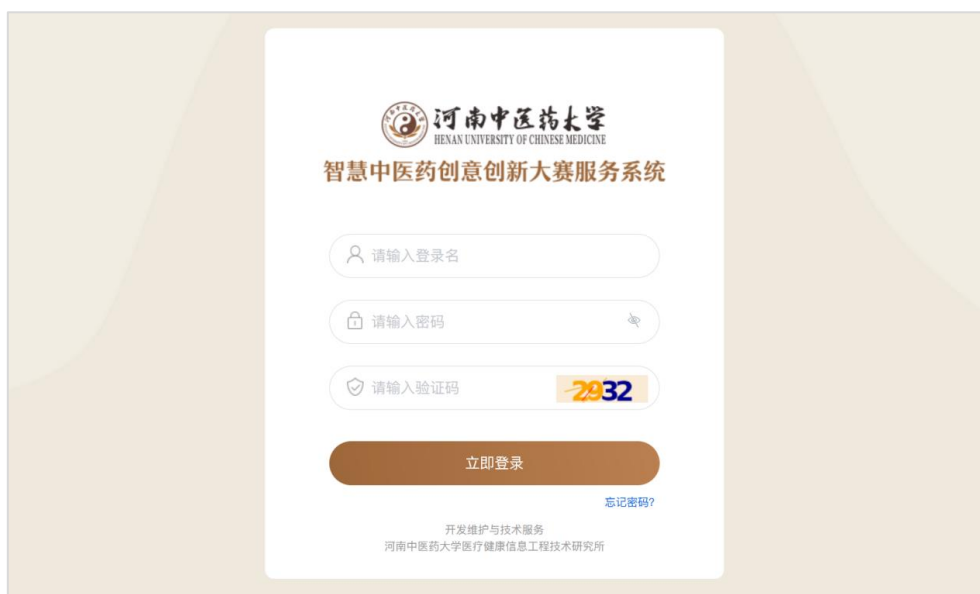 河南中医药大学
HENAN UNIVERSITY OF CHINESE MEDICINE
智慧中医药创意创新大赛服务系统
请输入登录名
请输入密码
请输入验证码
2932
立即登录
忘记密码?
开发维护与技术服务
河南中医药大学医疗健康信息工程技术研究所